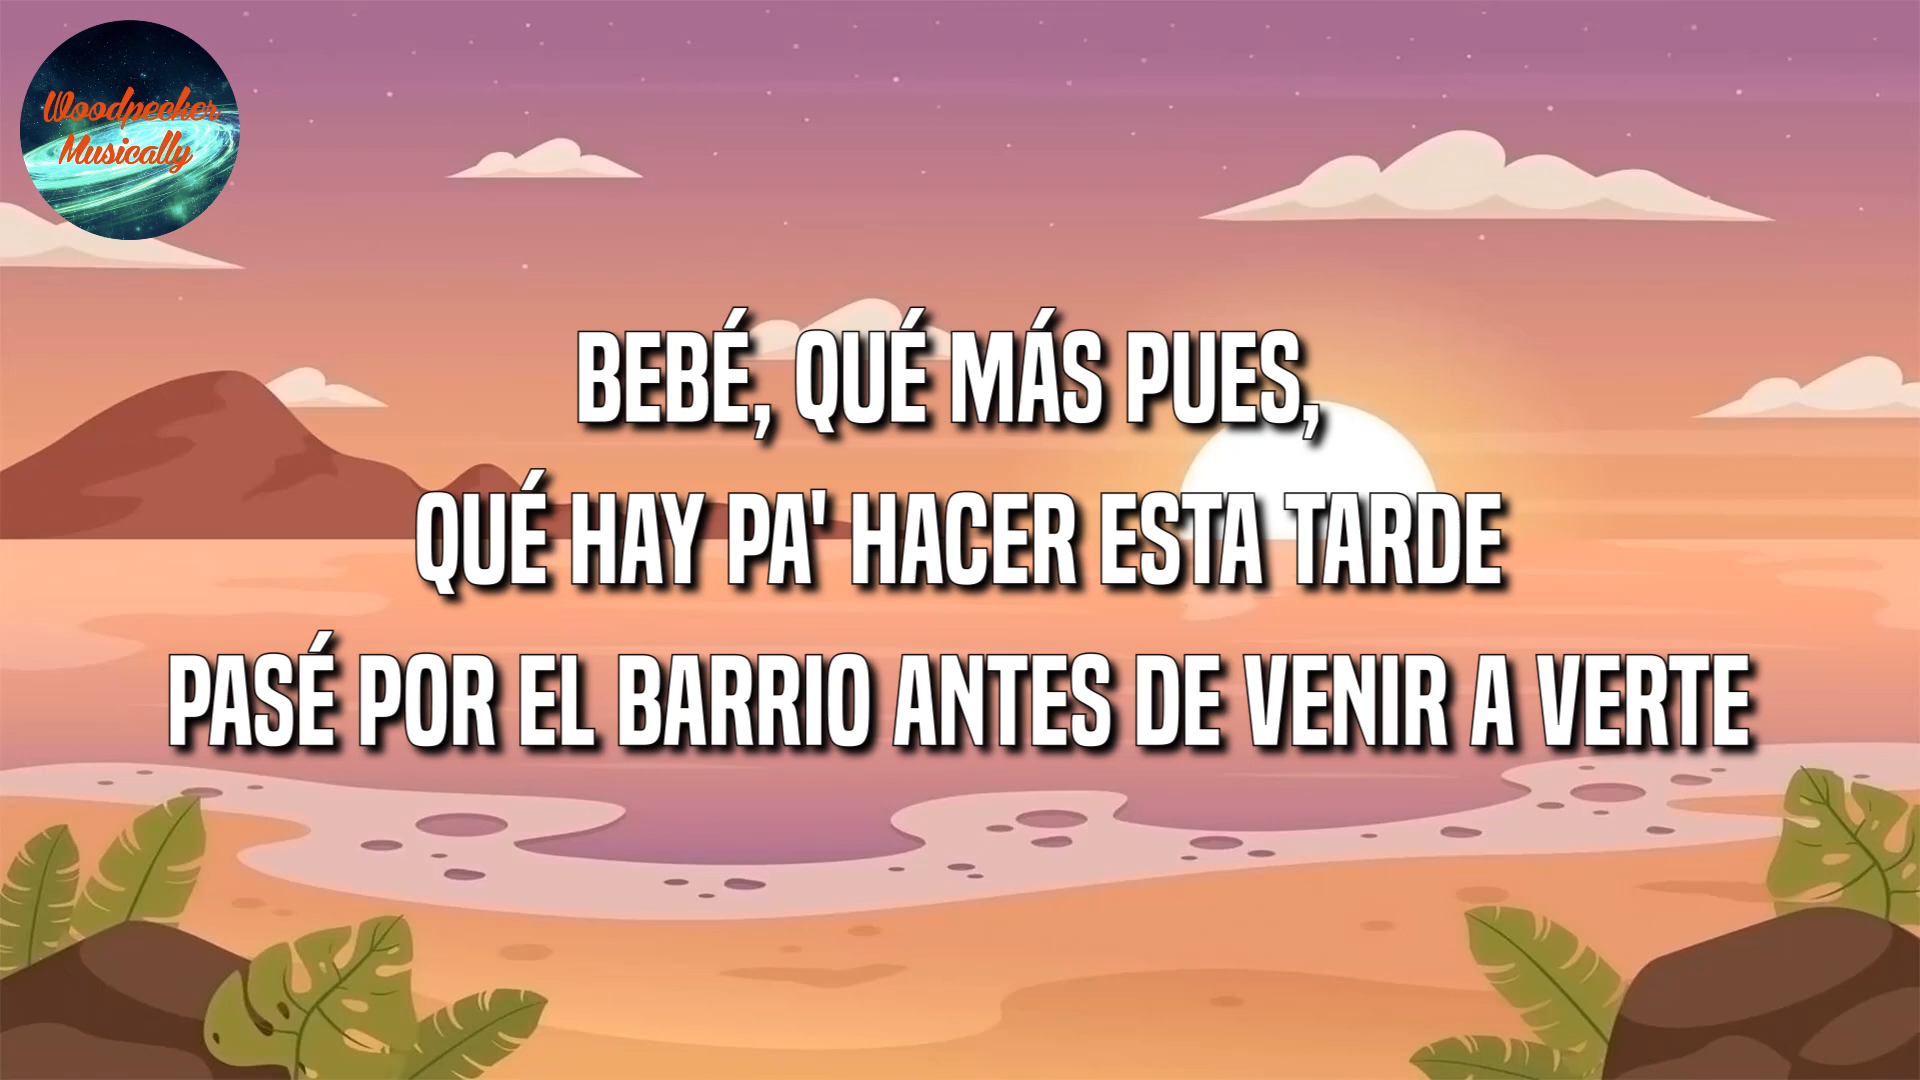 Woodpecker
Musically
BEBÉ, QUÉ MÁS PUES,
QUÉ HAY PA' HACER ESTA TARDE
PASÉ POR EL BARRIO ANTES DE VENIR A VERTE